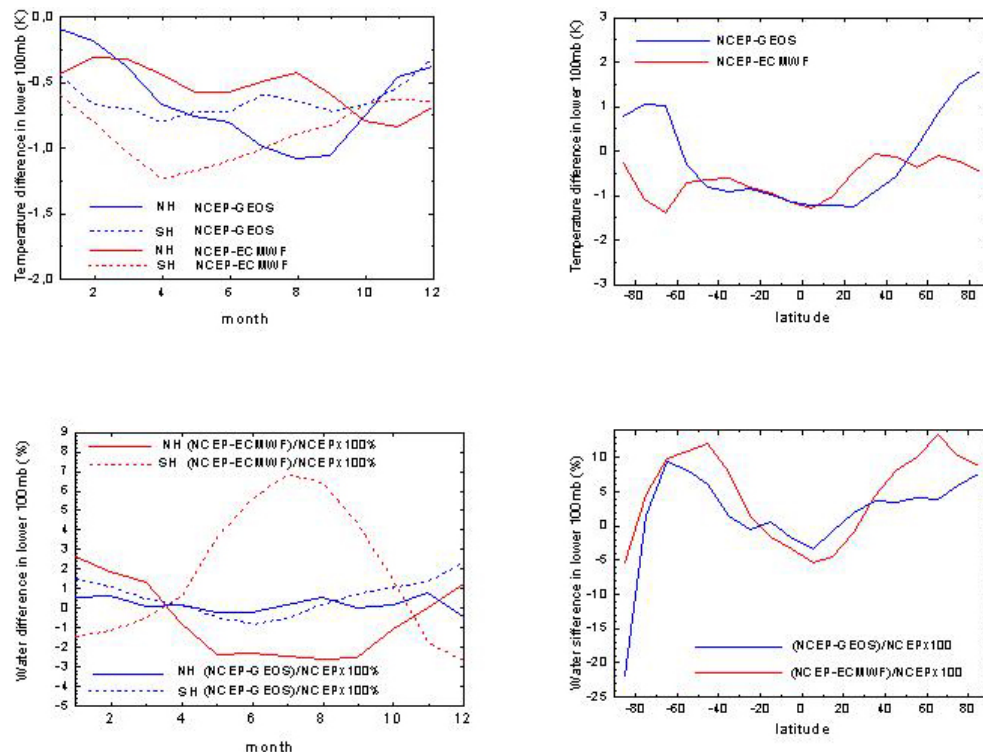 Temperature difference in lower 100mb (K)
0,0
-0,5
-1,0
-1,5
-2,0
NH NCEP-GEOS
SH NCEP-GEOS
NH NCEP-ECMWF
SH NCEP-ECMWF
2 4 6 8 10 12
month
Temperature difference in lower 100mb (K)
3
2
1
0
-1
-2
-3
NCEP-GEOS
NCEP-ECMWF
-80 -60 -40 -20 0 20 40 60 80
latitude
Water difference in lower 100mb (%)
9
8
7
6
5
4
3
2
1
0
-1
-2
-3
-4
-5
NH (NCEP-ECMWF)/NCEPx100%
SH (NCEP-ECMWF)/NCEPx100%
NH (NCEP-GEOS)/NCEPx100%
SH (NCEP-GEOS)/NCEPx100%
2 4 6 8 10 12
month
Water sifference in lower 100mb (%)
10
5
0
-5
-10
-15
-20
-25
(NCEP-GEOS)/NCEPx100
(NCEP-ECMWF)/NCEPx100
-80 -60 -40 -20 0 20 40 60 80
latitude